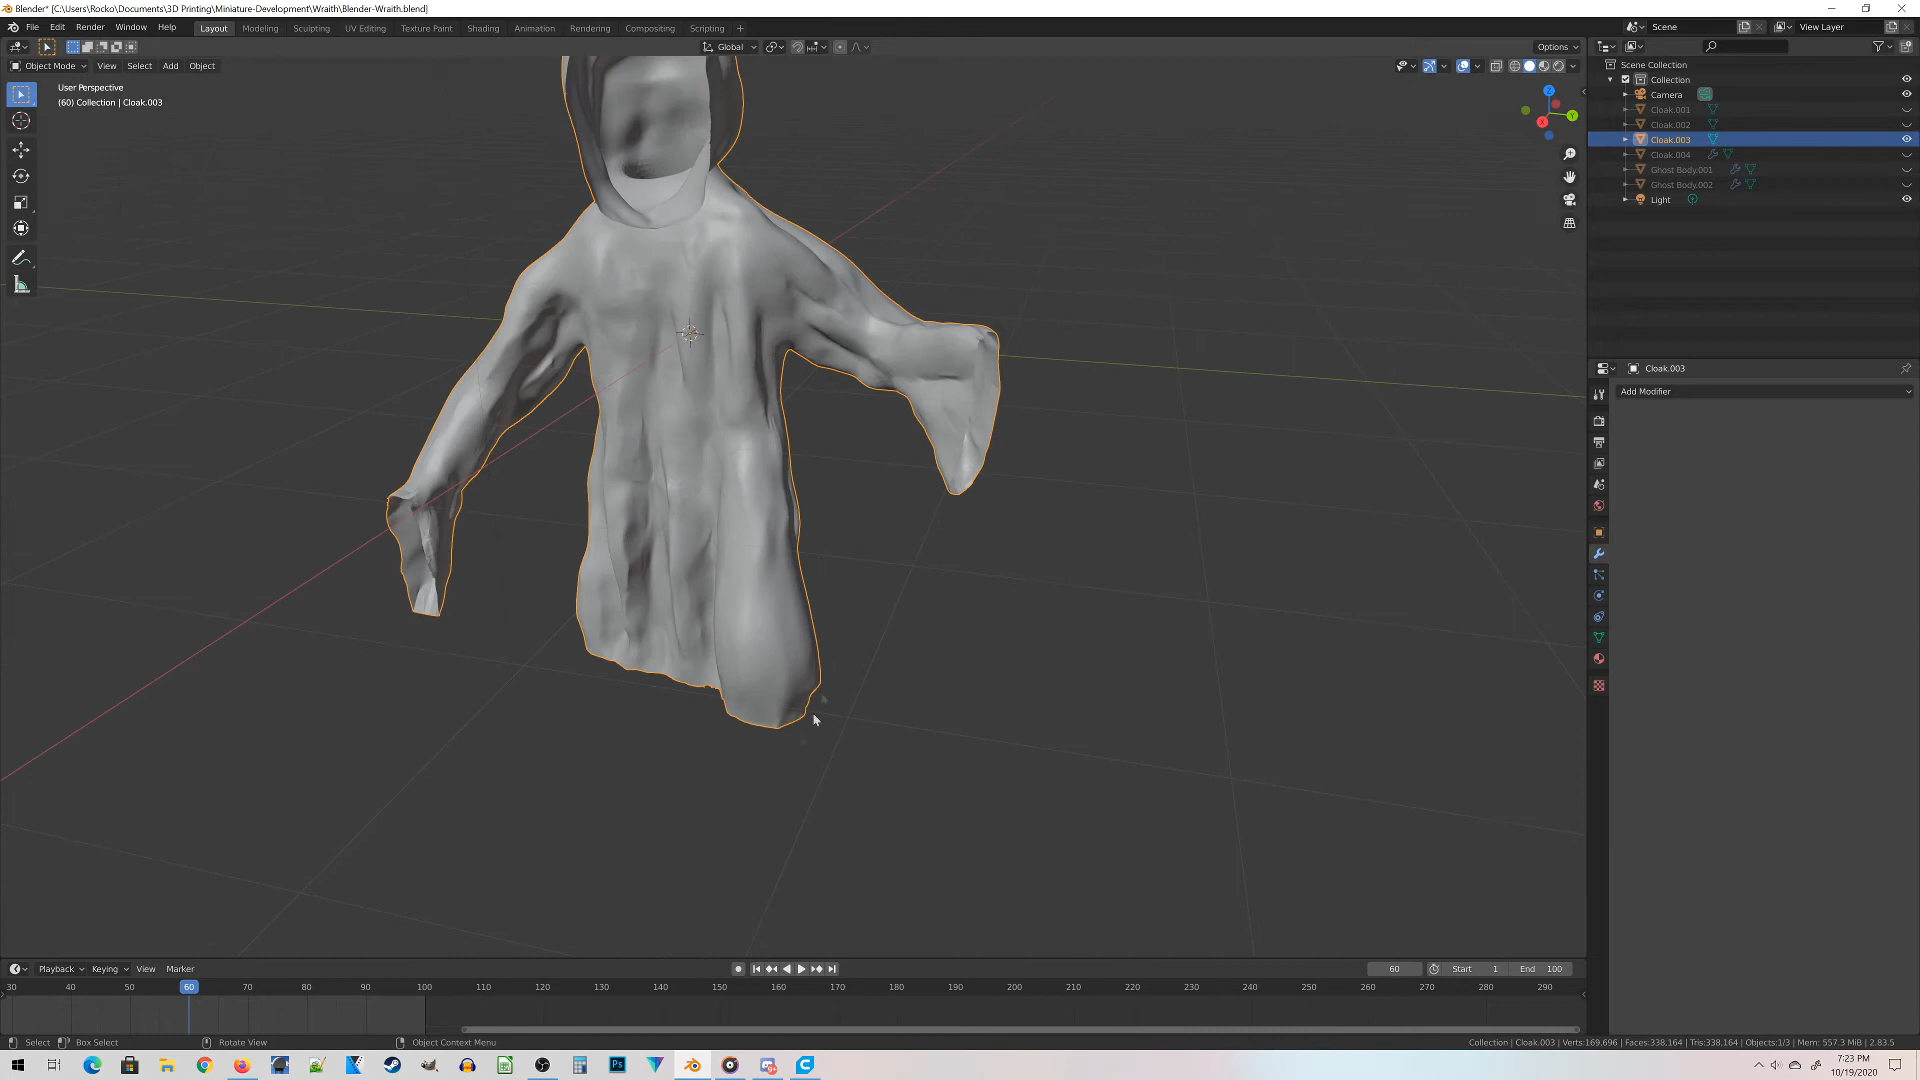 Blender* [C:\Users\Rocko\Documents\3D Printing\Miniature-Development\Wraith\Blender-Wraith.blend]
File Edit Render Window Help Layout Modeling Sculpting UV Editing Texture Paint Shading Animation Rendering Compositing Scripting + Scene View Layer
Global Options
Object Mode View Select Add Object
User Perspective
(60) Collection | Cloak.003
Z
Y
X
Scene Collection
Collection
Camera
Cloak.001
Cloak.002
Cloak.003
Cloak.004
Ghost Body.001
Ghost Body.002
Light
Cloak.003
Add Modifier
Playback Keying View Marker 60 Start 1 End 100
30 40 50 60 70 80 90 100 110 120 130 140 150 160 170 180 190 200 210 220 230 240 250 260 270 280 290
Select Box Select Rotate View Object Context Menu Collection | Cloak.003 | Verts:169,696 | Faces:338,164 | Tris:338,164 | Objects:1/3 | Mem: 557.3 MiB | 2.83.5
7:23 PM
10/19/2020